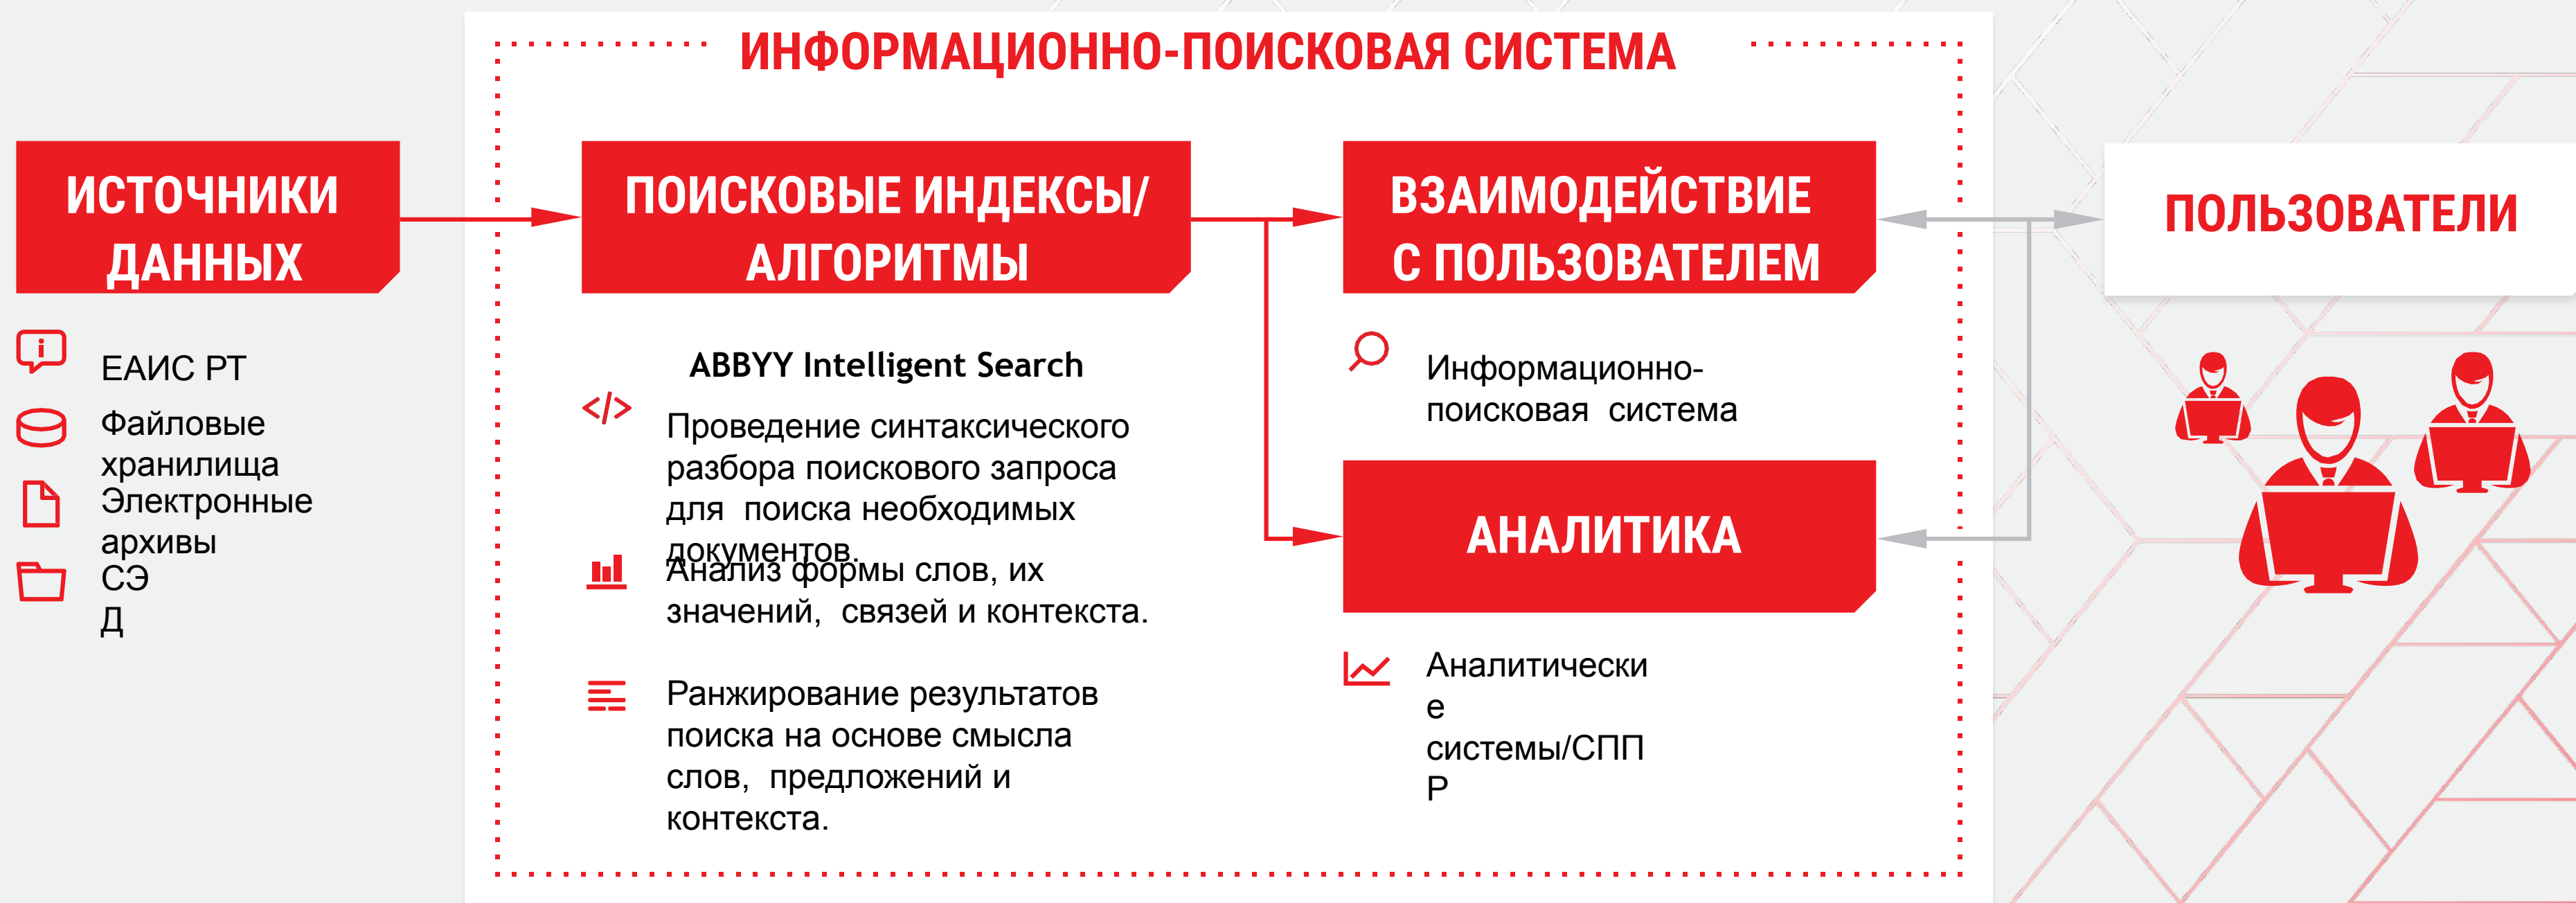 ИНФОРМАЦИОННО-ПОИСКОВАЯ СИСТЕМА
ИСТОЧНИКИ
ДАННЫХ
ЕАИС РТ
Файловые
хранилища
Электронные
архивы
СЭ
Д
ПОИСКОВЫЕ ИНДЕКСЫ/
АЛГОРИТМЫ
ABBYY Intelligent Search
</>
Проведение синтаксического
разбора поискового запроса
для поиска необходимых
документов.
Анализ формы слов, их
значений, связей и контекста.
Ранжирование результатов
поиска на основе смысла
слов, предложений и
контекста.
ВЗАИМОДЕЙСТВИЕ
С ПОЛЬЗОВАТЕЛЕМ
Информационно-
поисковая система
АНАЛИТИКА
Аналитически
е
системы/СПП
Р
ПОЛЬЗОВАТЕЛИ